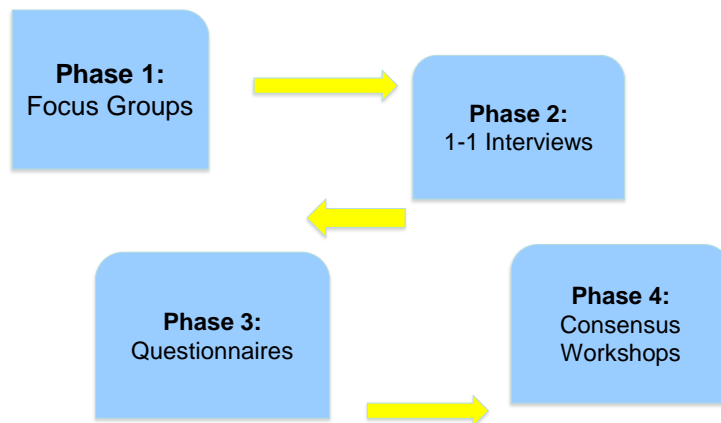 Phase 1:
Focus Groups
Phase 2:
1-1 Interviews
Phase 3:
Questionnaires
Phase 4:
Consensus
Workshops